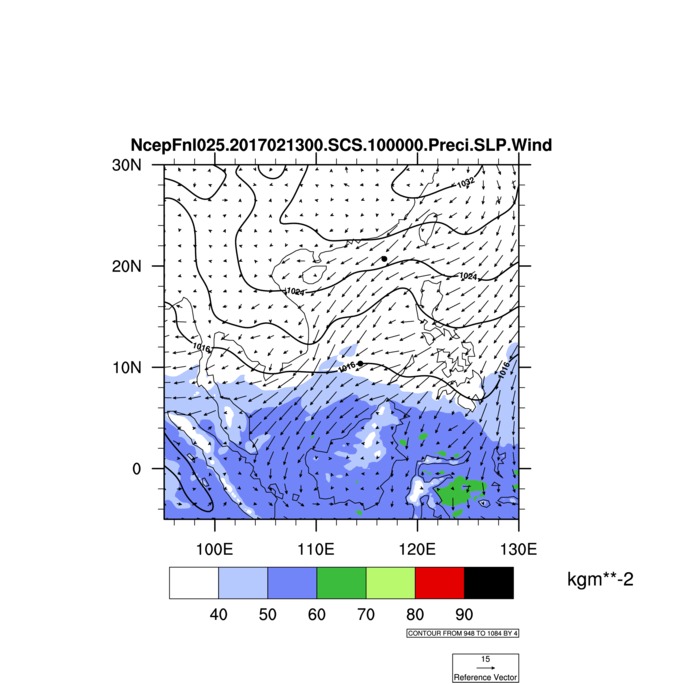 NcepFnl025.2017021300.SCS.100000.Preci.SLP.Wind
30N
1032
20N
1024
1024
1016
10N
1016
1016
0
100E 110E 120E 130E
kgm**-2
40 50 60 70 80 90
CONTOUR FROM 948 TO 1084 BY 4
15
Reference Vector